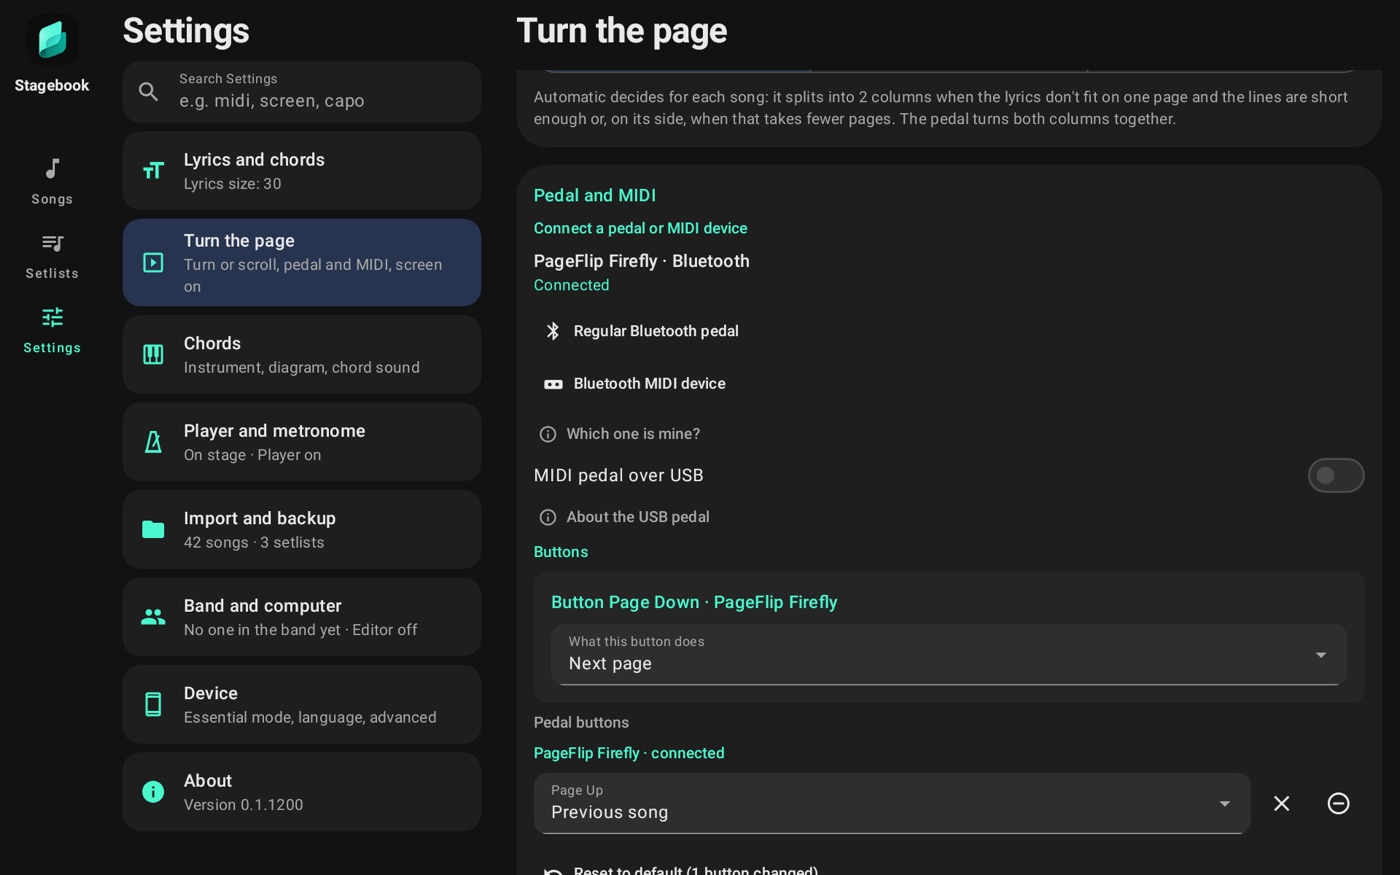 Stagebook
Songs
Setlists
Settings
Settings
Search Settings
e.g. midi, screen, capo
Lyrics and chords
Lyrics size: 30
Turn the page
Turn or scroll, pedal and MIDI, screen
on
Chords
Instrument, diagram, chord sound
Player and metronome
On stage · Player on
Import and backup
42 songs · 3 setlists
Band and computer
No one in the band yet · Editor off
Device
Essential mode, language, advanced
About
Version 0.1.1200
Turn the page
Automatic decides for each song: it splits into 2 columns when the lyrics don't fit on one page and the lines are short
enough or, on its side, when that takes fewer pages. The pedal turns both columns together.
Pedal and MIDI
Connect a pedal or MIDI device
PageFlip Firefly · Bluetooth
Connected
Regular Bluetooth pedal
Bluetooth MIDI device
Which one is mine?
MIDI pedal over USB
About the USB pedal
Buttons
Button Page Down · PageFlip Firefly
What this button does
Next page
Pedal buttons
PageFlip Firefly · connected
Page Up
Previous song
Reset to default (1 button changed)